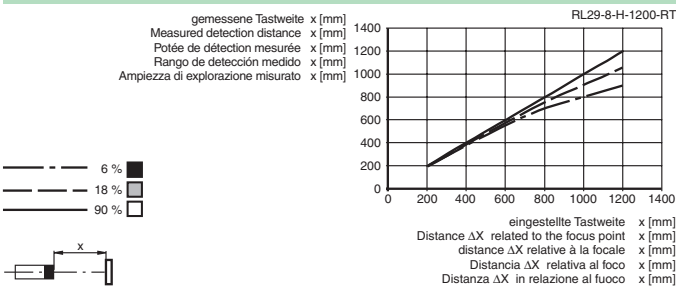 gemessene Tastweite x [mm]
Measured detection distance x [mm]
Potée de détection mesurée x [mm]
Rango de detección medido x [mm]
Ampiezza di explorazione misurato x [mm]
RL29-8-H-1200-RT
1400
1200
1000
800
600
400
200
0
0 200 400 600 800 1000 1200 1400
6 %
18 %
90 %
x
eingestellte Tastweite x [mm]
Distance ΔX related to the focus point x [mm]
distance ΔX relative à la focale x [mm]
Distancia ΔX relativa al foco x [mm]
Distanza ΔX in relazione al fuoco x [mm]